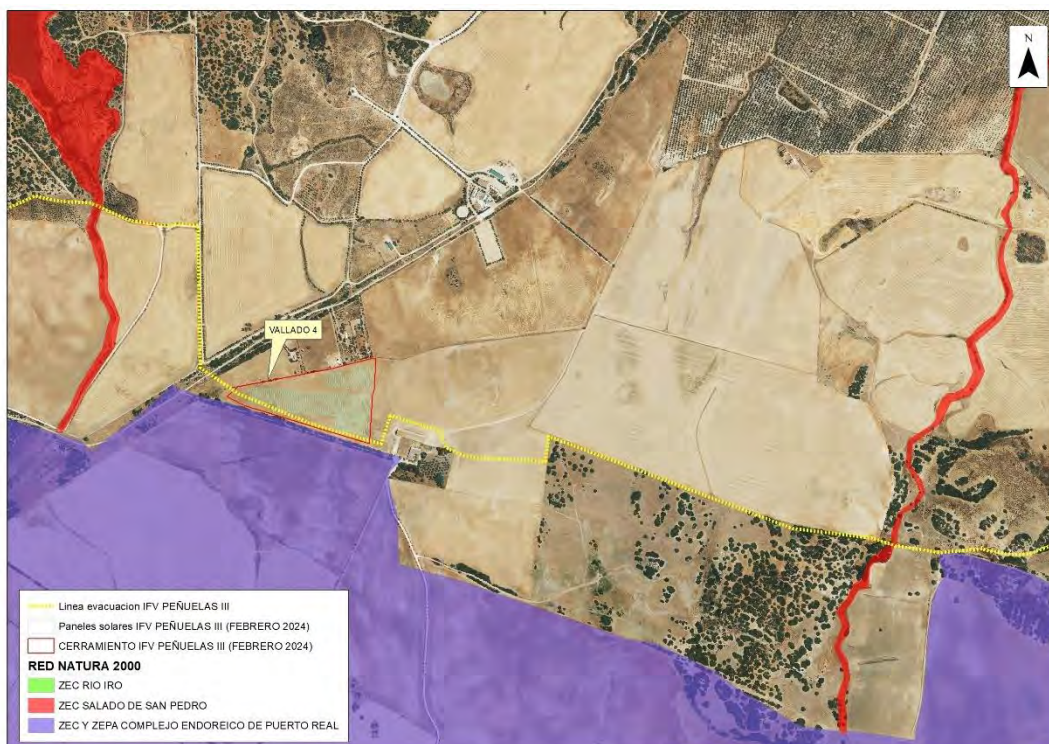 N
VALLADO 4
Linea evacuacion IFV PEÑUELAS III
Paneles solares IFV PEÑUELAS III (FEBRERO 2024)
CERRAMIENTO IFV PEÑUELAS III (FEBRERO 2024)
RED NATURA 2000
ZEC RIO IRO
ZEC SALADO DE SAN PEDRO
ZEC Y ZEPA COMPLEJO ENDOREICO DE PUERTO REAL